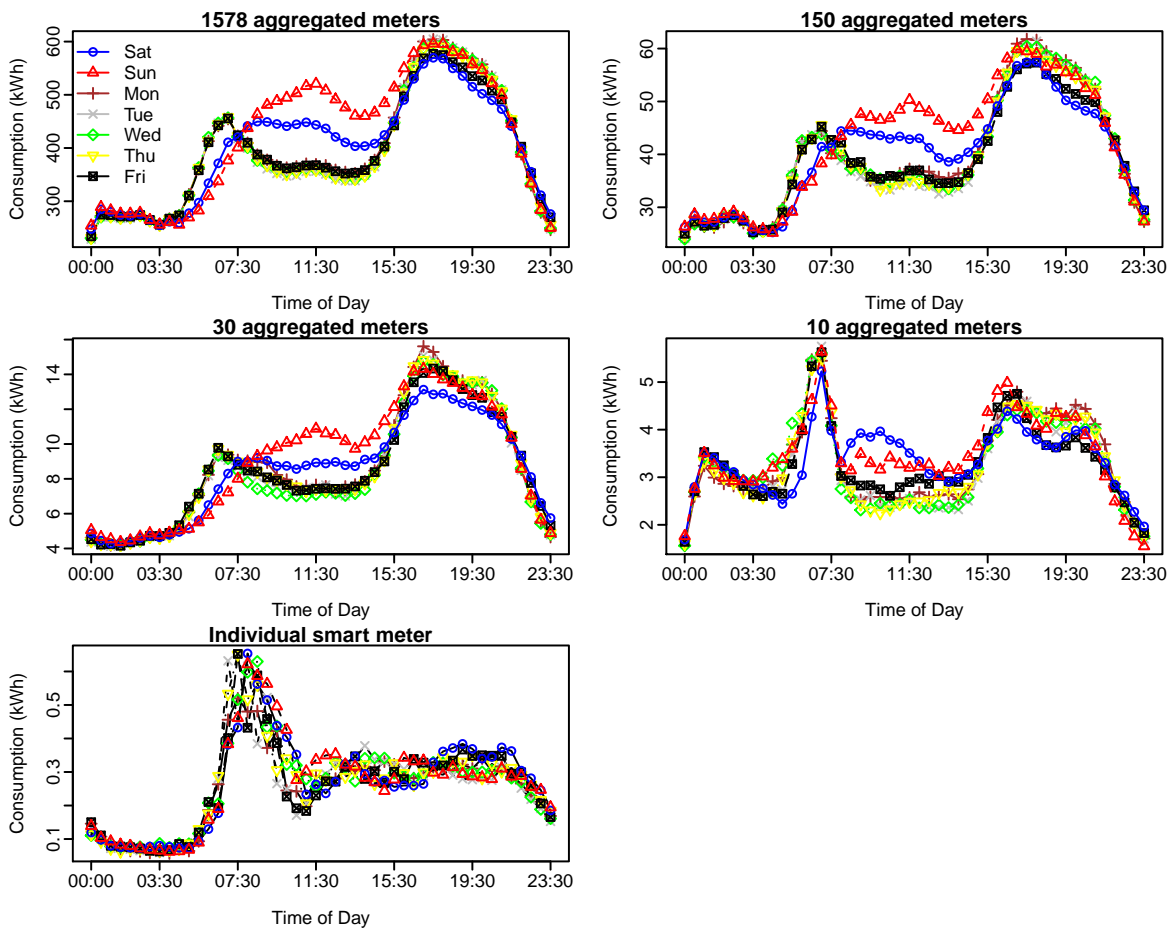 1578 aggregated meters
Consumption (kWh)
300 400 500 600
Sat
Sun
Mon
Tue
Wed
Thu
Fri
00:00 03:30 07:30 11:30 15:30 19:30 23:30
Time of Day
150 aggregated meters
Consumption (kWh)
30 40 50 60
00:00 03:30 07:30 11:30 15:30 19:30 23:30
Time of Day
30 aggregated meters
Consumption (kWh)
4 6 8 10 14
00:00 03:30 07:30 11:30 15:30 19:30 23:30
Time of Day
10 aggregated meters
Consumption (kWh)
2 3 4 5
00:00 03:30 07:30 11:30 15:30 19:30 23:30
Time of Day
Individual smart meter
Consumption (kWh)
0.1 0.3 0.5
00:00 03:30 07:30 11:30 15:30 19:30 23:30
Time of Day